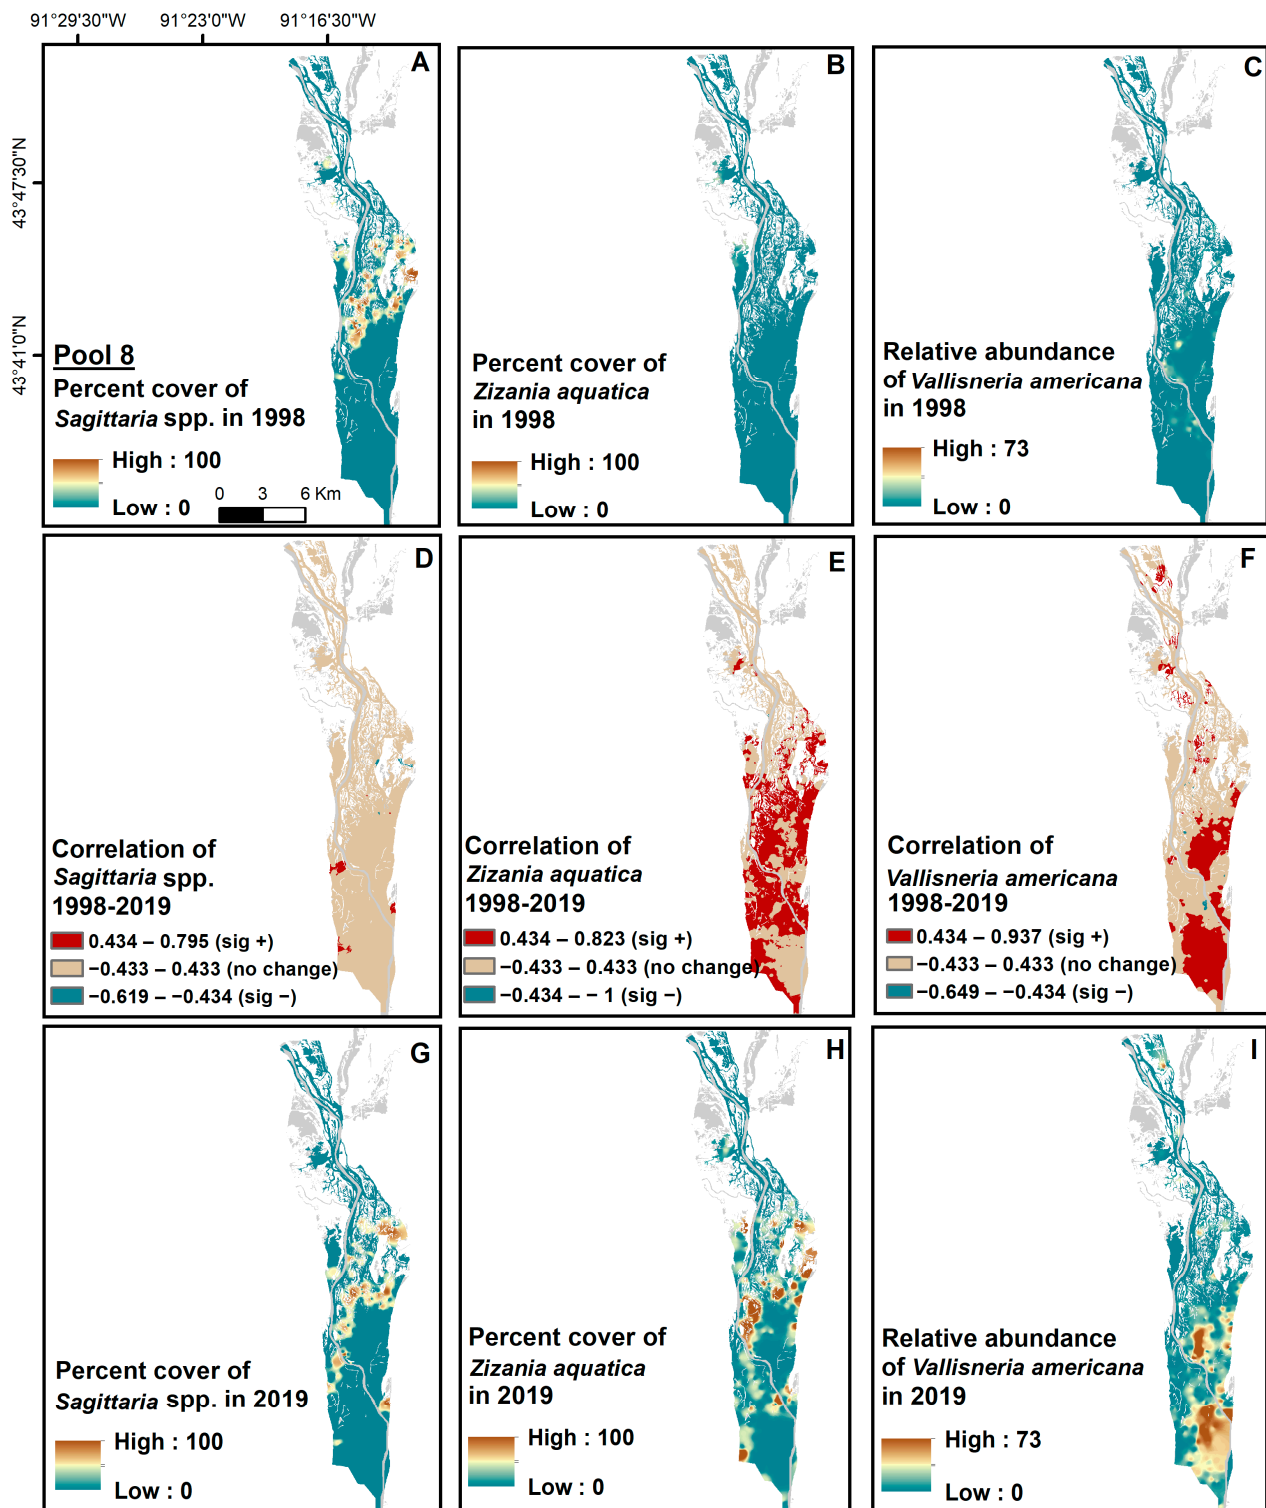 91°29'30"W 91°23'0"W 91°16'30"W
43°47'30"N
43°41'0"N
A
Pool 8
Percent cover of
Sagittaria spp. in 1998
High : 100
Low : 0
0 3 6 Km
B
Percent cover of
Zizania aquatica
in 1998
High : 100
Low : 0
C
Relative abundance
of Vallisneria americana
in 1998
High : 73
Low : 0
D
Correlation of
Sagittaria spp.
1998-2019
0.434 – 0.795 (sig +)
−0.433 – 0.433 (no change)
−0.619 – −0.434 (sig −)
E
Correlation of
Zizania aquatica
1998-2019
0.434 – 0.823 (sig +)
−0.433 – 0.433 (no change)
−0.434 – − 1 (sig −)
F
Correlation of
Vallisneria americana
1998-2019
0.434 – 0.937 (sig +)
−0.433 – 0.433 (no change)
−0.649 – −0.434 (sig −)
G
Percent cover of
Sagittaria spp. in 2019
High : 100
Low : 0
H
Percent cover of
Zizania aquatica
in 2019
High : 100
Low : 0
I
Relative abundance
of Vallisneria americana
in 2019
High : 73
Low : 0